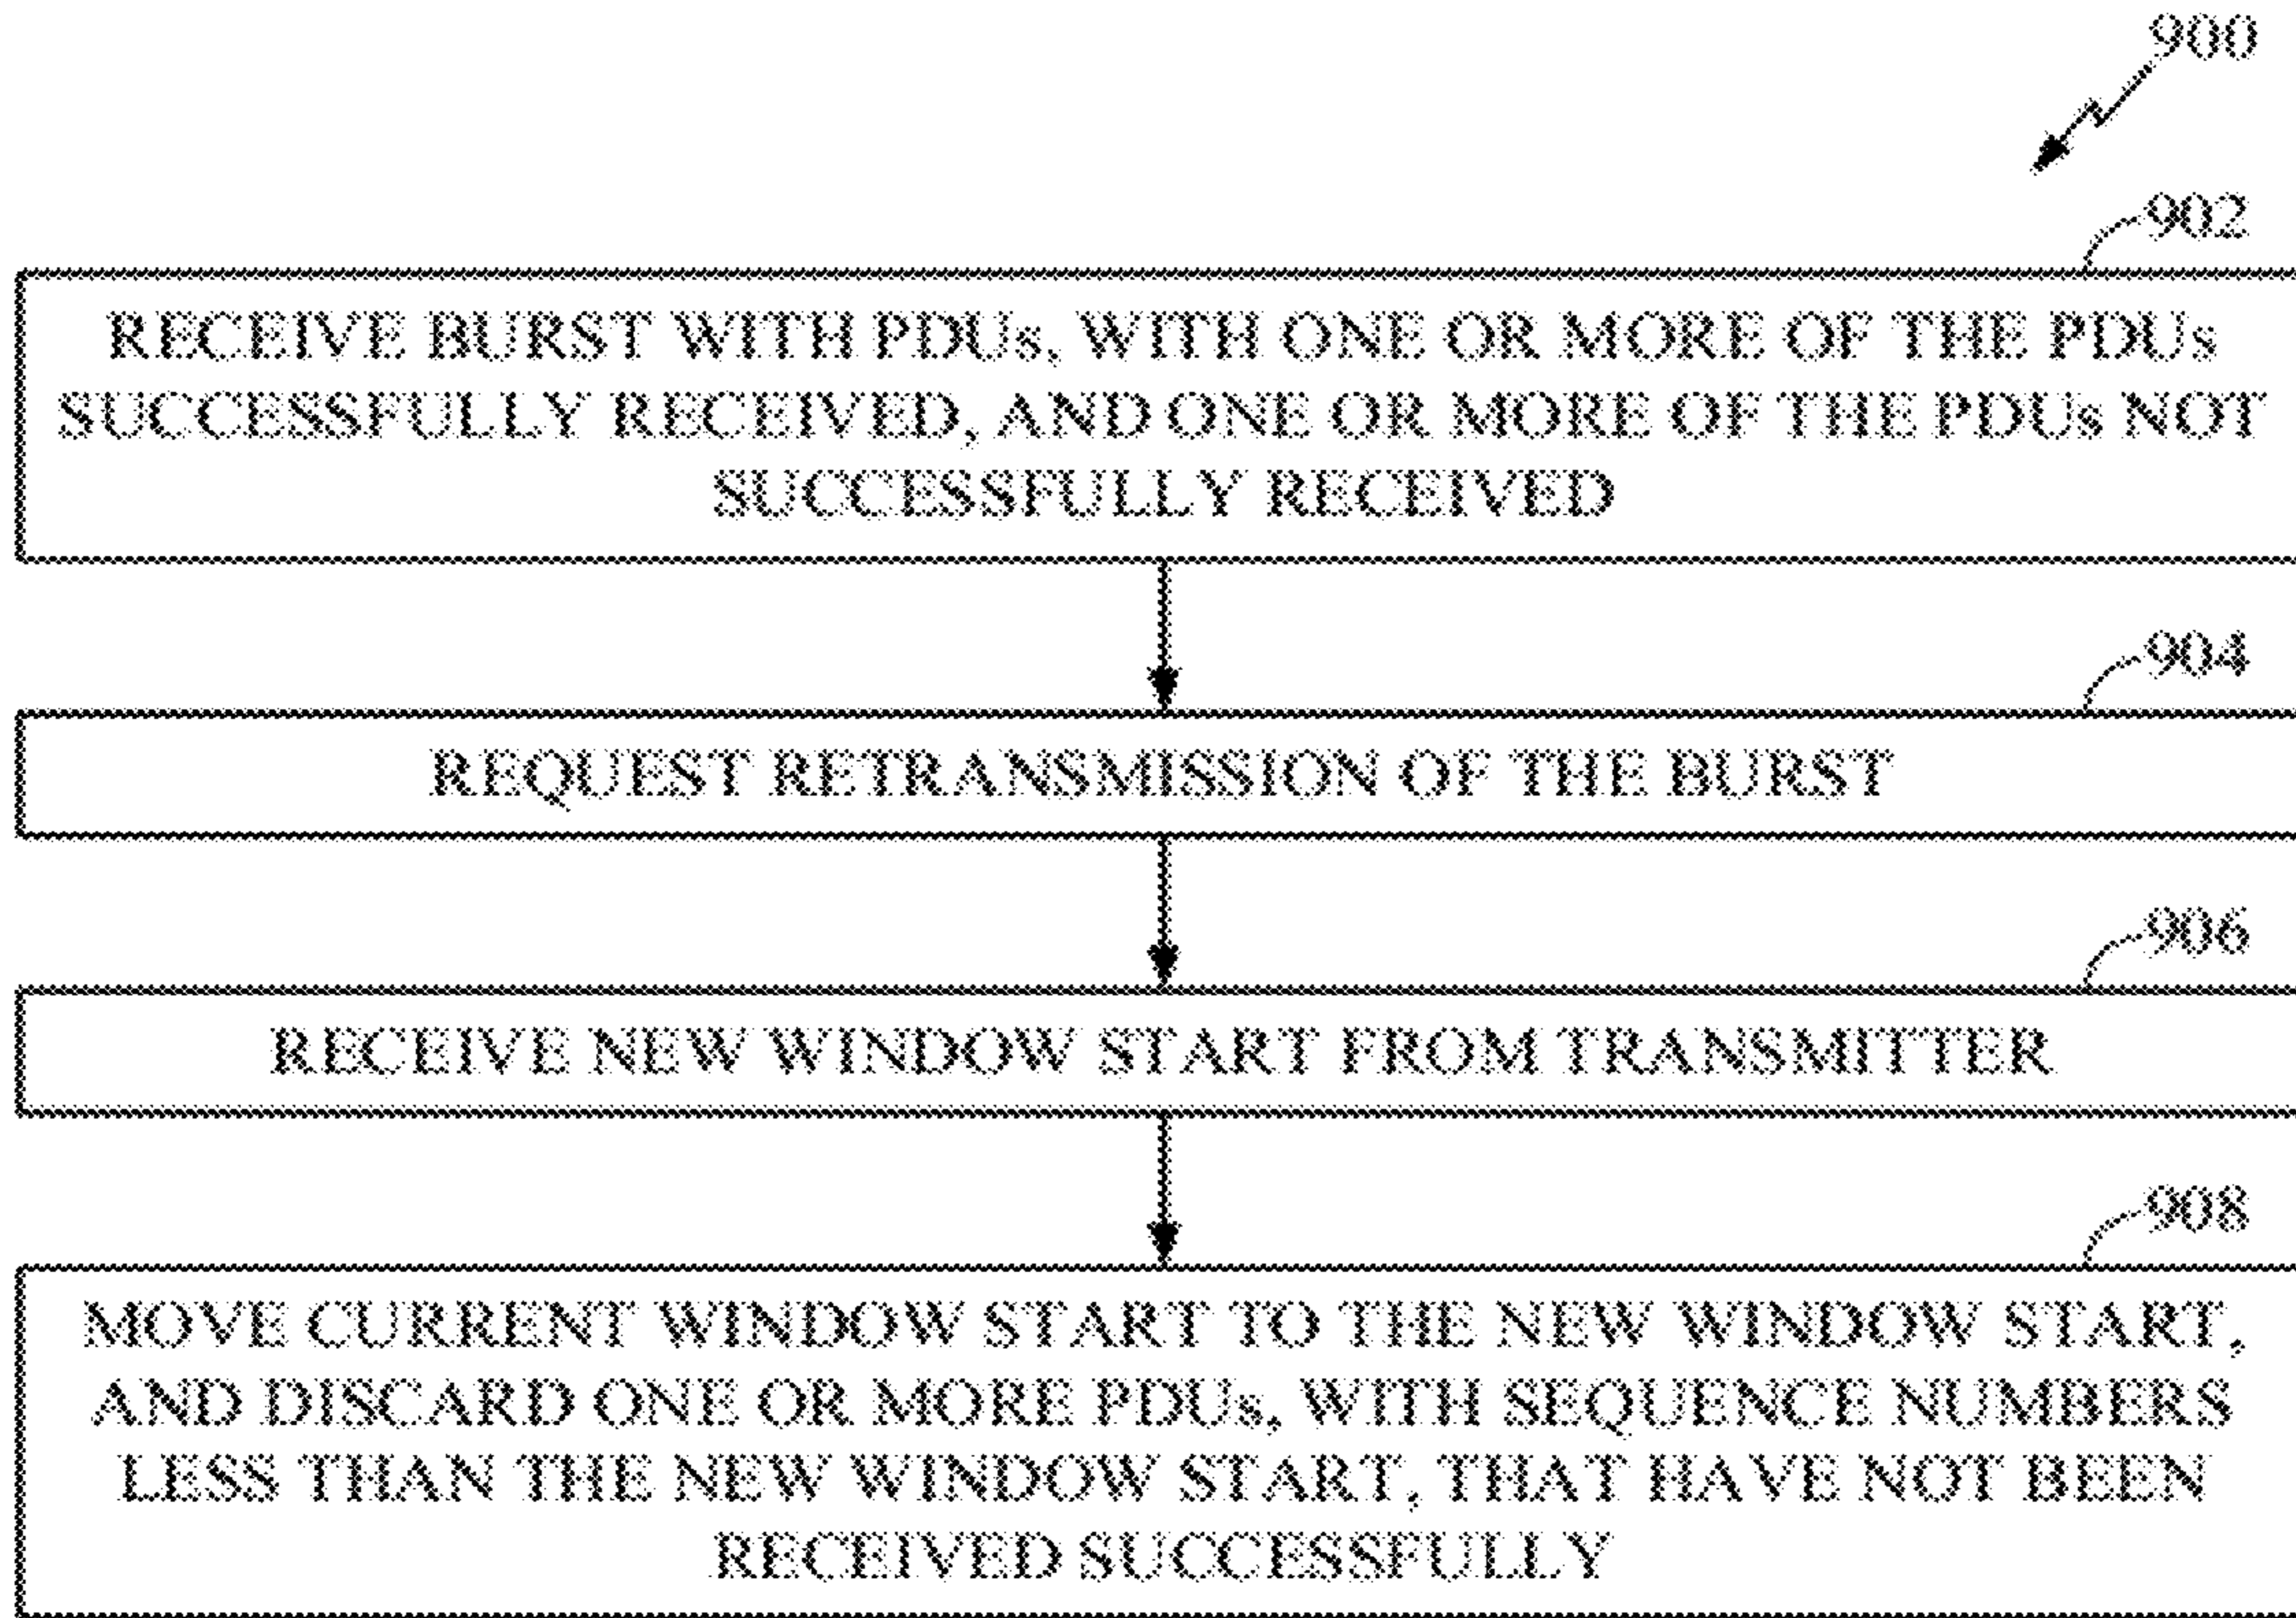 900
902
RECEIVE BURST WITH PDUs, WITH ONE OR MORE OF THE PDUs
SUCCESSFULLY RECEIVED, AND ONE OR MORE OF THE PDUs NOT
SUCCESSFULLY RECEIVED
904
REQUEST RETRANSMISSION OF THE BURST
906
RECEIVE NEW WINDOW START FROM TRANSMITTER
908
MOVE CURRENT WINDOW START TO THE NEW WINDOW START,
AND DISCARD ONE OR MORE PDUs, WITH SEQUENCE NUMBERS
LESS THAN THE NEW WINDOW START, THAT HAVE NOT BEEN
RECEIVED SUCCESSFULLY